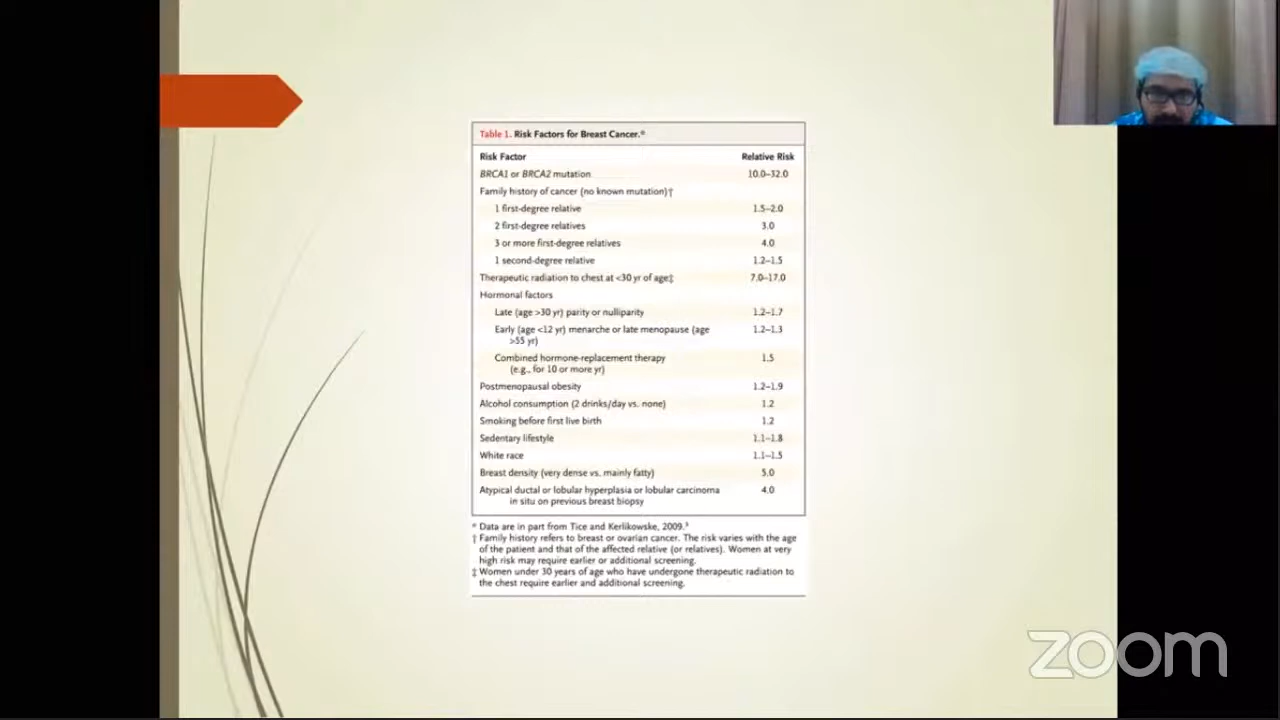 Table 1. Risk Factors for Breast Cancer.*
Risk Factor Relative Risk
BRCA1 or BRCA2 mutation 10.0–32.0
Family history of cancer (no known mutation)†
1 first-degree relative 1.5–2.0
2 first-degree relatives 3.0
3 or more first-degree relatives 4.0
1 second-degree relative 1.2–1.5
Therapeutic radiation to chest at <30 yr of age‡ 7.0–17.0
Hormonal factors
Late (age >30 yr) parity or nulliparity 1.2–1.7
Early (age <12 yr) menarche or late menopause (age 1.2–1.3
>55 yr)
Combined hormone-replacement therapy 1.5
(e.g., for 10 or more yr)
Postmenopausal obesity 1.2–1.9
Alcohol consumption (2 drinks/day vs. none) 1.2
Smoking before first live birth 1.2
Sedentary lifestyle 1.1–1.8
White race 1.1–1.5
Breast density (very dense vs. mainly fatty) 5.0
Atypical ductal or lobular hyperplasia or lobular carcinoma 4.0
in situ on previous breast biopsy
* Data are in part from Tice and Kerlikowske, 2009.³
† Family history refers to breast or ovarian cancer. The risk varies with the age
of the patient and that of the affected relative (or relatives). Women at very
high risk may require earlier or additional screening.
‡ Women under 30 years of age who have undergone therapeutic radiation to
the chest require earlier and additional screening.
zoom